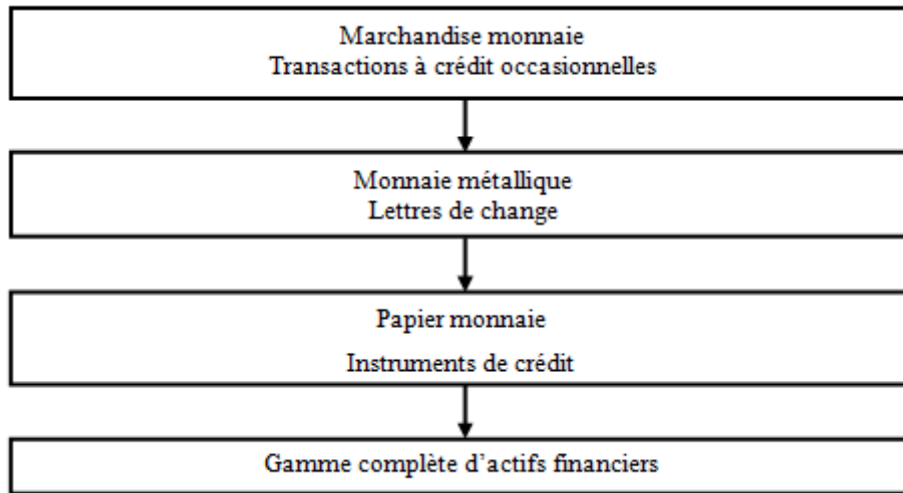 Marchandise monnaie
Transactions à crédit occasionnelles
Monnaie métallique
Lettres de change
Papier monnaie
Instruments de crédit
Gamme complète d'actifs financiers